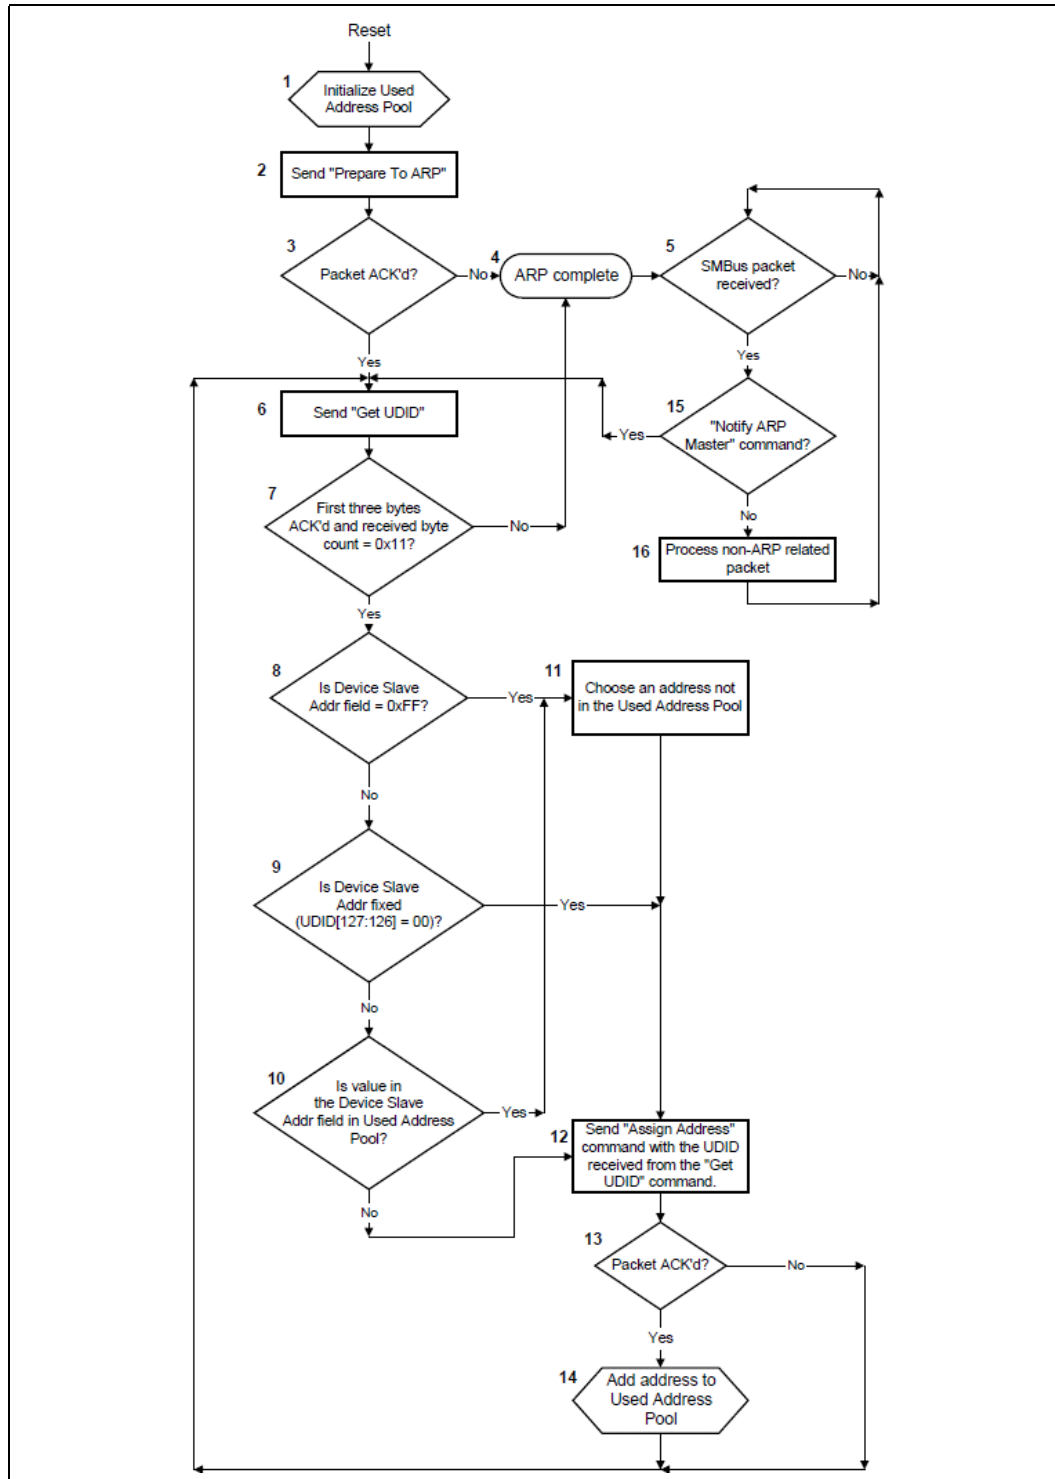 Reset
1
Initialize Used
Address Pool
2
Send "Prepare To ARP"
3
Packet ACK'd?
No
4
ARP complete
5
SMBus packet
received?
No
Yes
Yes
6
Send "Get UDID"
15
"Notify ARP
Master" command?
Yes
No
7
First three bytes
ACK'd and received byte
count = 0x11?
No
16
Process non-ARP related
packet
Yes
8
Is Device Slave
Addr field = 0xFF?
Yes
11
Choose an address not
in the Used Address Pool
No
9
Is Device Slave
Addr fixed
(UDID[127:126] = 00)?
Yes
No
10
Is value in
the Device Slave
Addr field in Used Address
Pool?
Yes
No
12
Send "Assign Address"
command with the UDID
received from the "Get
UDID" command.
13
Packet ACK'd?
No
Yes
14
Add address to
Used Address
Pool